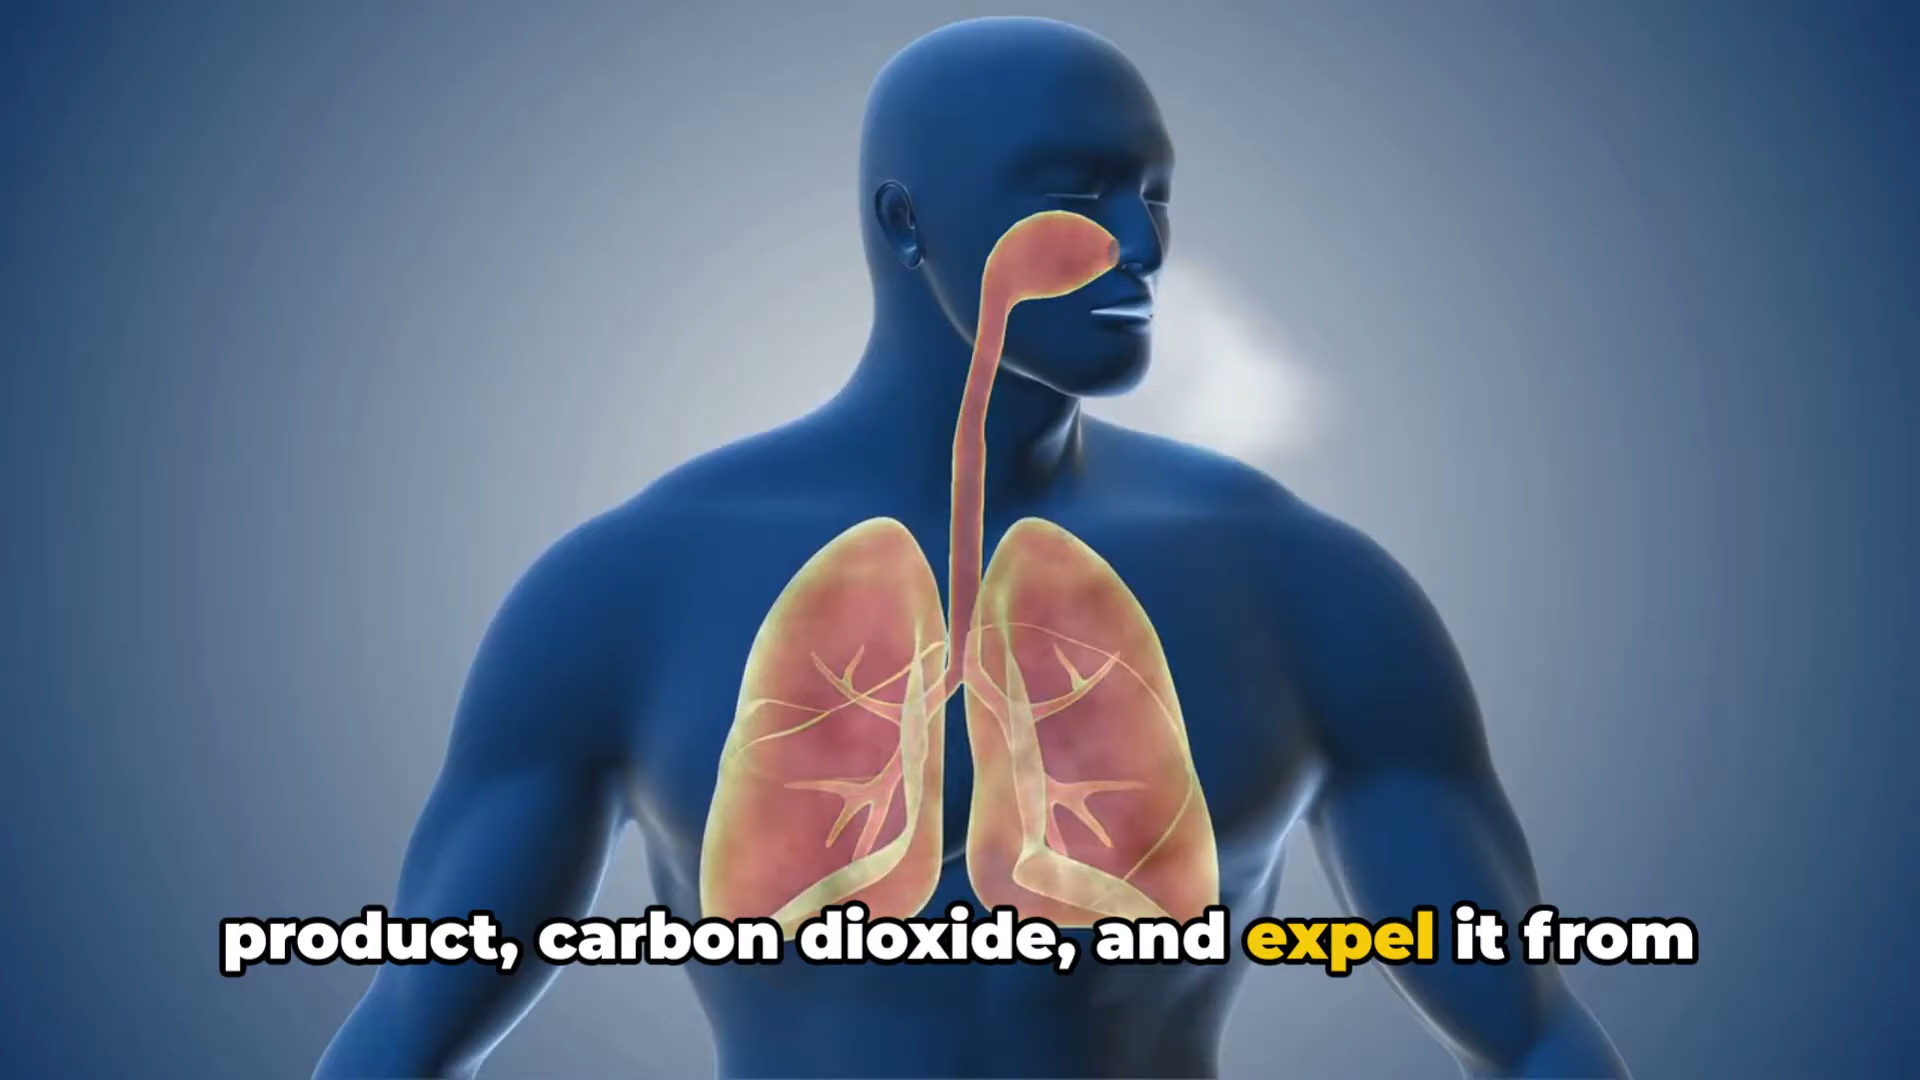 product, carbon dioxide, and expel it from